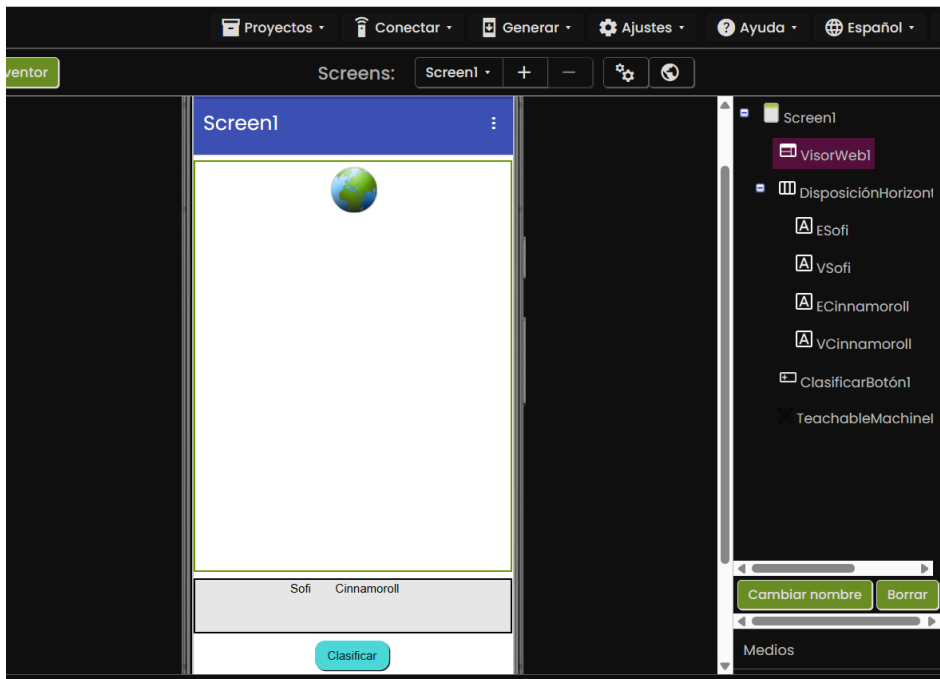 Proyectos Conectar Generar Ajustes Ayuda Español
ventor
Screens: Screen1 + −
Screen1
Sofi Cinnamoroll
Clasificar
Screen1
VisorWeb1
DisposiciónHorizont
A ESofi
A VSofi
A ECinnamoroll
A VCinnamoroll
ClasificarBotón1
TeachableMachineI
Cambiar nombre Borrar
Medios